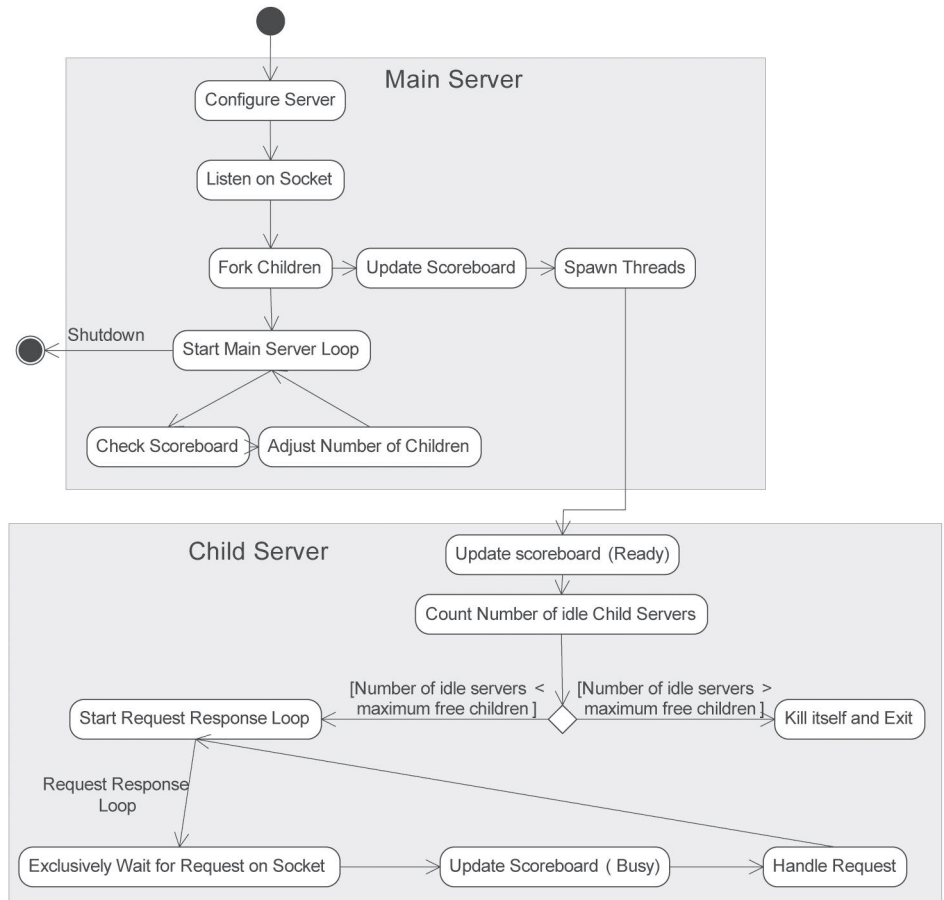 Main Server
Configure Server
Listen on Socket
Fork Children
Update Scoreboard
Spawn Threads
Shutdown
Start Main Server Loop
Check Scoreboard
Adjust Number of Children
Child Server
Update scoreboard (Ready)
Count Number of idle Child Servers
[Number of idle servers <
maximum free children ]
[Number of idle servers >
maximum free children ]
Start Request Response Loop
Kill itself and Exit
Request Response
Loop
Exclusively Wait for Request on Socket
Update Scoreboard ( Busy)
Handle Request